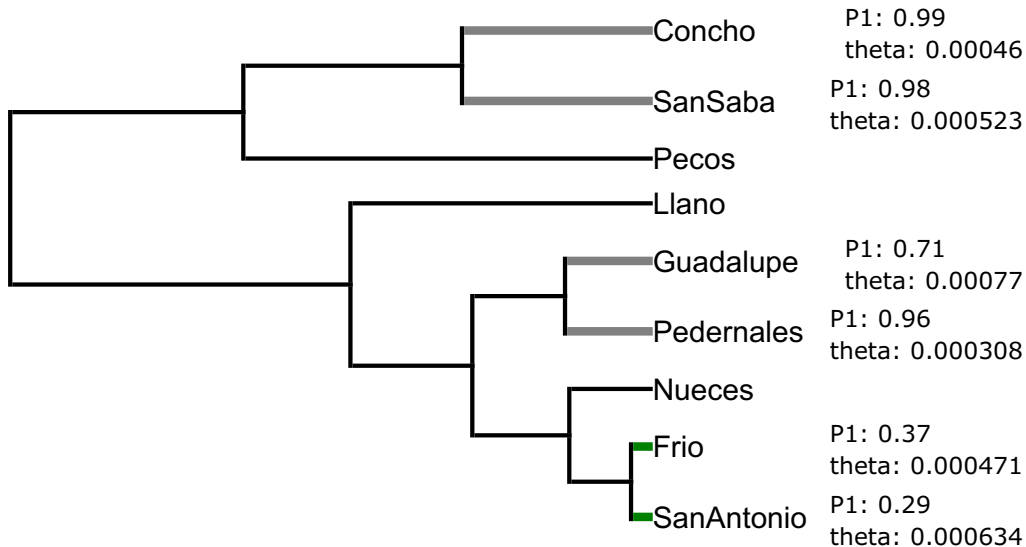 Concho
P1: 0.99
theta: 0.00046
SanSaba
P1: 0.98
theta: 0.000523
Pecos
Llano
Guadalupe
P1: 0.71
theta: 0.00077
Pedernales
P1: 0.96
theta: 0.000308
Nueces
Frio
P1: 0.37
theta: 0.000471
SanAntonio
P1: 0.29
theta: 0.000634